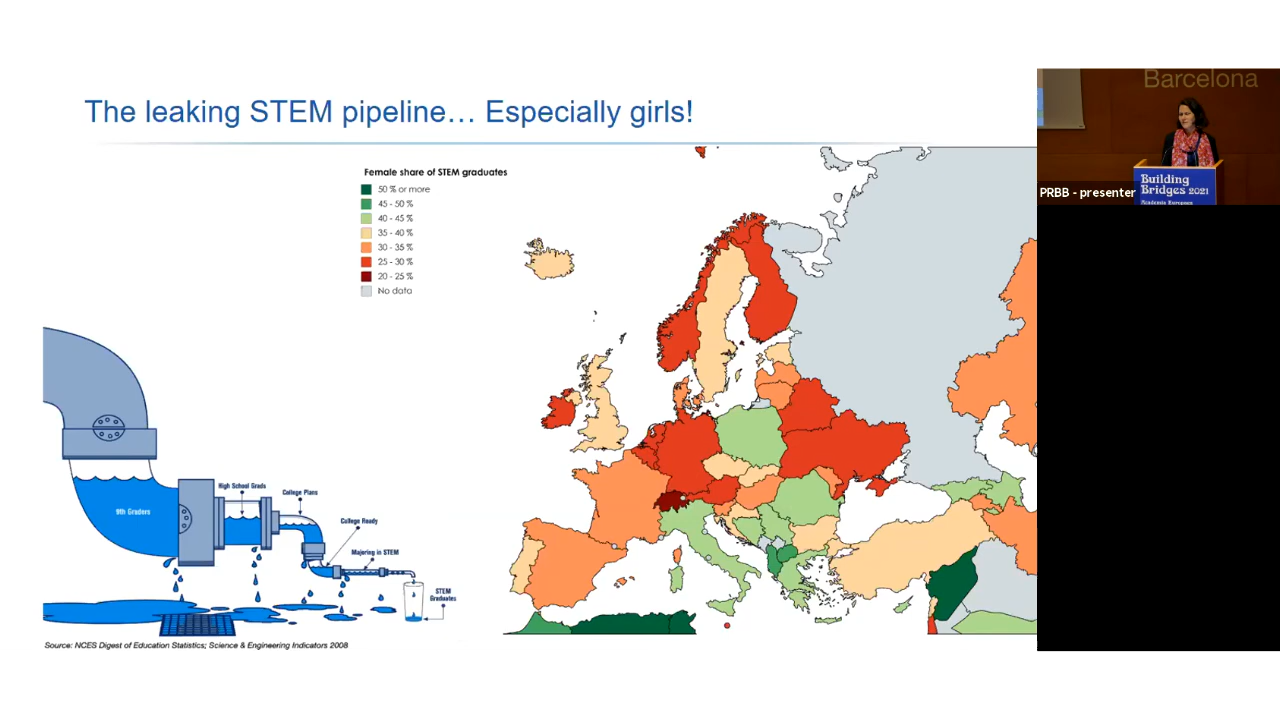 The leaking STEM pipeline… Especially girls!
Female share of STEM graduates
50 % or more
45 - 50 %
40 - 45 %
35 - 40 %
30 - 35 %
25 - 30 %
20 - 25 %
No data
9th Graders
High School Grads
College Plans
College Ready
Majoring in STEM
STEM
Graduates
Source: NCES Digest of Education Statistics; Science & Engineering Indicators 2008
Barcelona
PRBB - presenter
Building
Bridges 2021
Academia Europaea